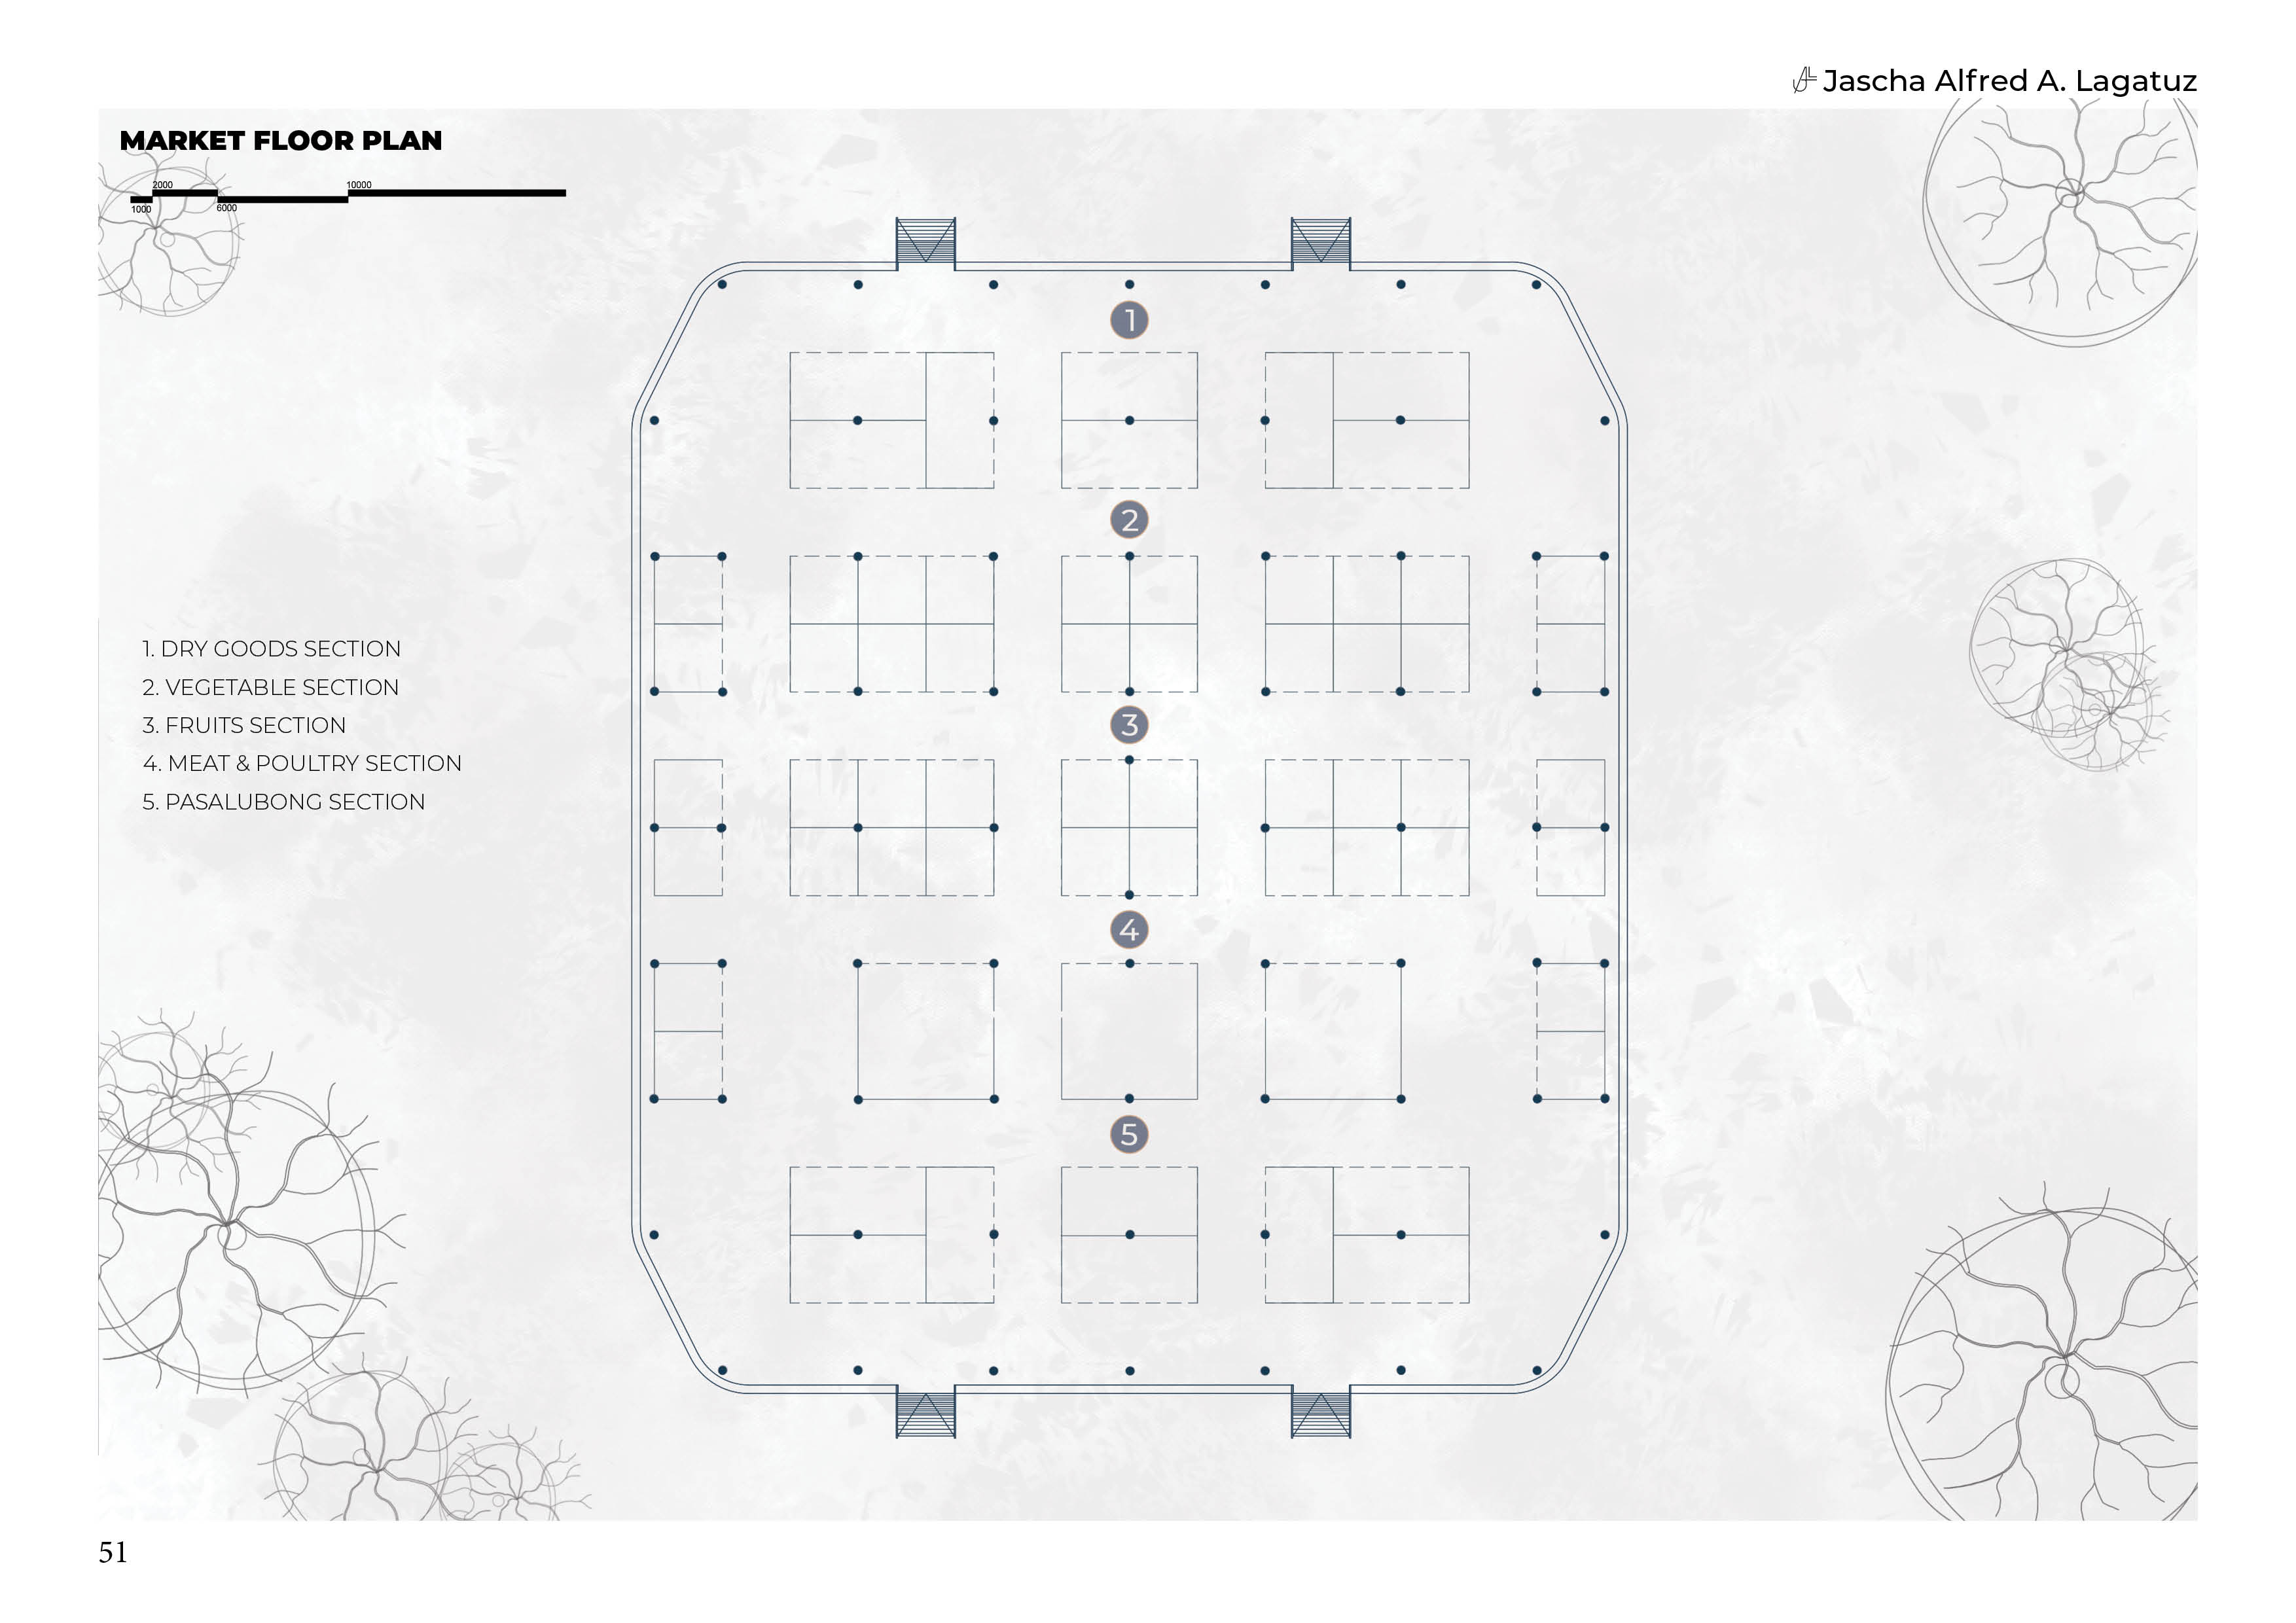 Jascha Alfred A. Lagatuz
MARKET FLOOR PLAN
2000 10000
1000 6000
1
2
1. DRY GOODS SECTION
2. VEGETABLE SECTION
3. FRUITS SECTION
4. MEAT & POULTRY SECTION
5. PASALUBONG SECTION
3
4
5
51